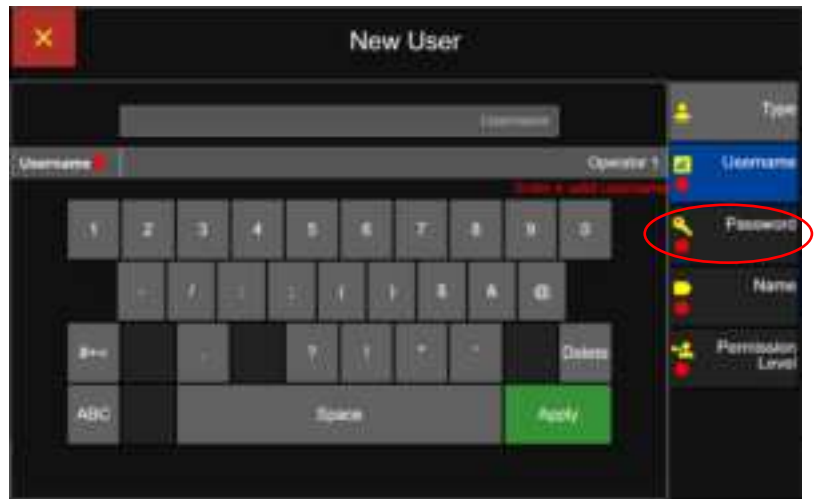 New User
Username
Type
Username
Operator 1
Username
Enter a valid username
1 2 3 4 5 6 7 8 9 0
Password
- / : ; ( ) $ & @
Name
#+=
. ? ! " '
Delete
Permission
Level
ABC
Space
Apply